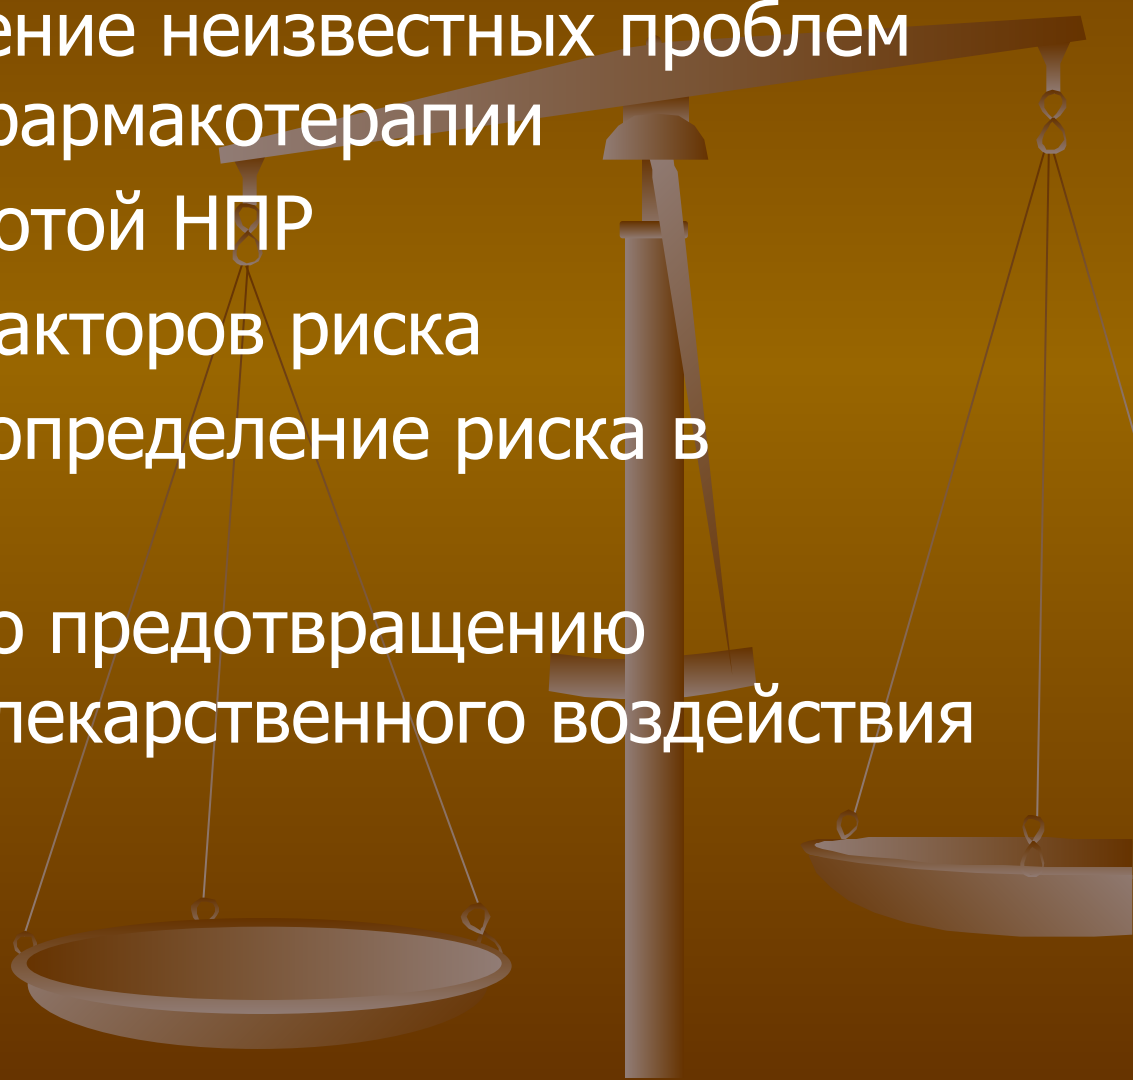 ение неизвестных проблем
фармакотерапии
отой НПР
акторов риска
определение риска в
о предотвращению
лекарственного воздействия